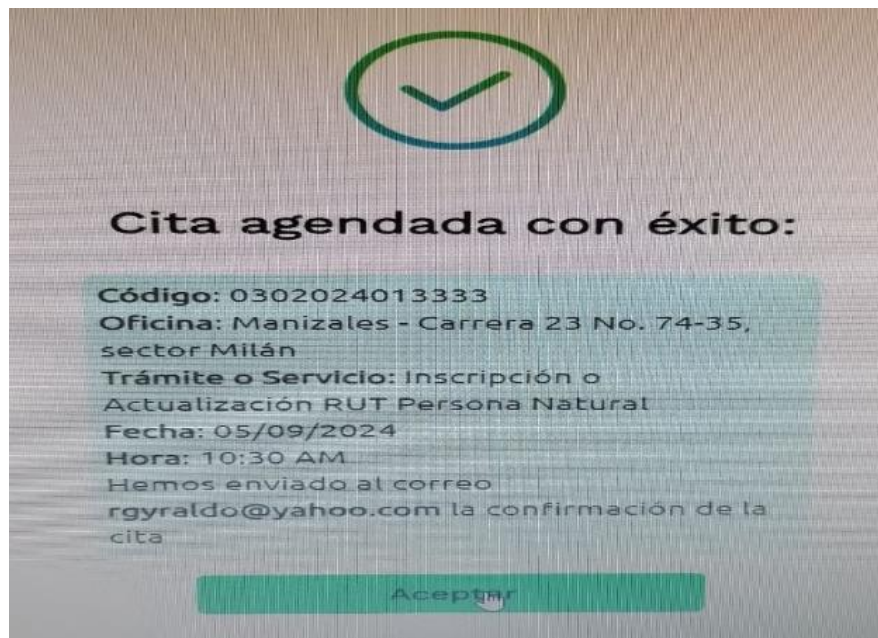 Cita agendada con éxito:
Código: 0302024013333
Oficina: Manizales - Carrera 23 No. 74-35,
sector Milán
Trámite o Servicio: Inscripción o
Actualización RUT Persona Natural
Fecha: 05/09/2024
Hora: 10:30 AM
Hemos enviado al correo
rgyraldo@yahoo.com la confirmación de la
cita
Aceptar